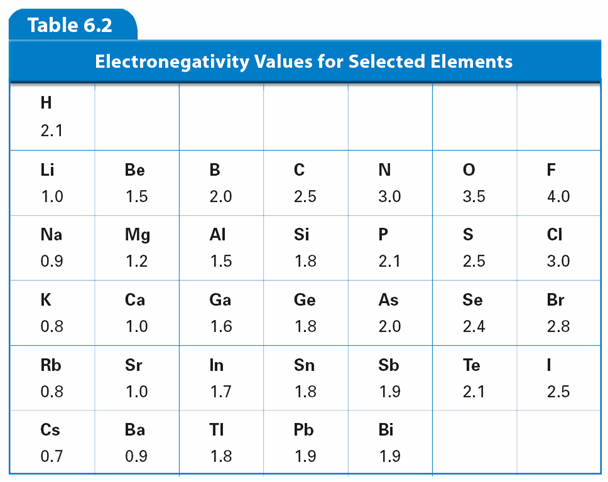 Table 6.2
Electronegativity Values for Selected Elements
H
2.1
Li Be B C N O F
1.0 1.5 2.0 2.5 3.0 3.5 4.0
Na Mg Al Si P S Cl
0.9 1.2 1.5 1.8 2.1 2.5 3.0
K Ca Ga Ge As Se Br
0.8 1.0 1.6 1.8 2.0 2.4 2.8
Rb Sr In Sn Sb Te I
0.8 1.0 1.7 1.8 1.9 2.1 2.5
Cs Ba Tl Pb Bi
0.7 0.9 1.8 1.9 1.9